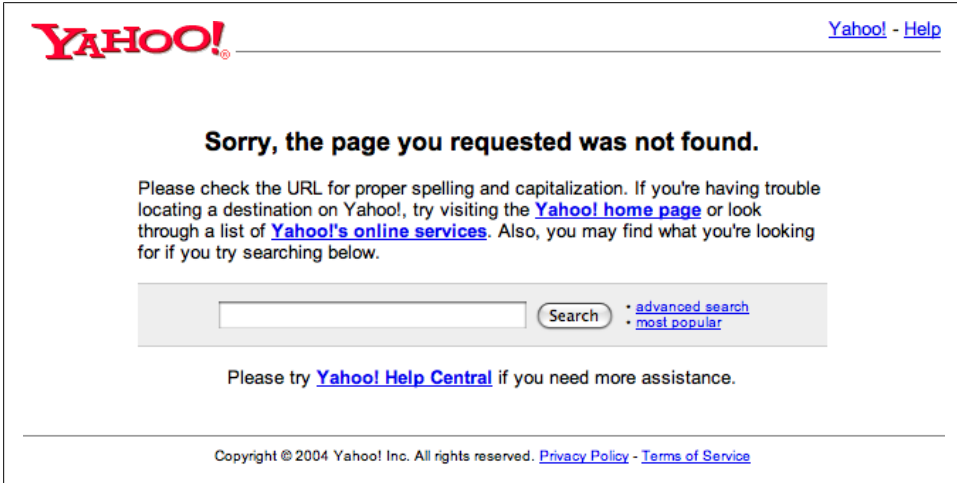 YAHOO!®
Yahoo! - Help
Sorry, the page you requested was not found.
Please check the URL for proper spelling and capitalization. If you're having trouble
locating a destination on Yahoo!, try visiting the Yahoo! home page or look
through a list of Yahoo!'s online services. Also, you may find what you're looking
for if you try searching below.
Search
• advanced search
• most popular
Please try Yahoo! Help Central if you need more assistance.
Copyright © 2004 Yahoo! Inc. All rights reserved. Privacy Policy - Terms of Service